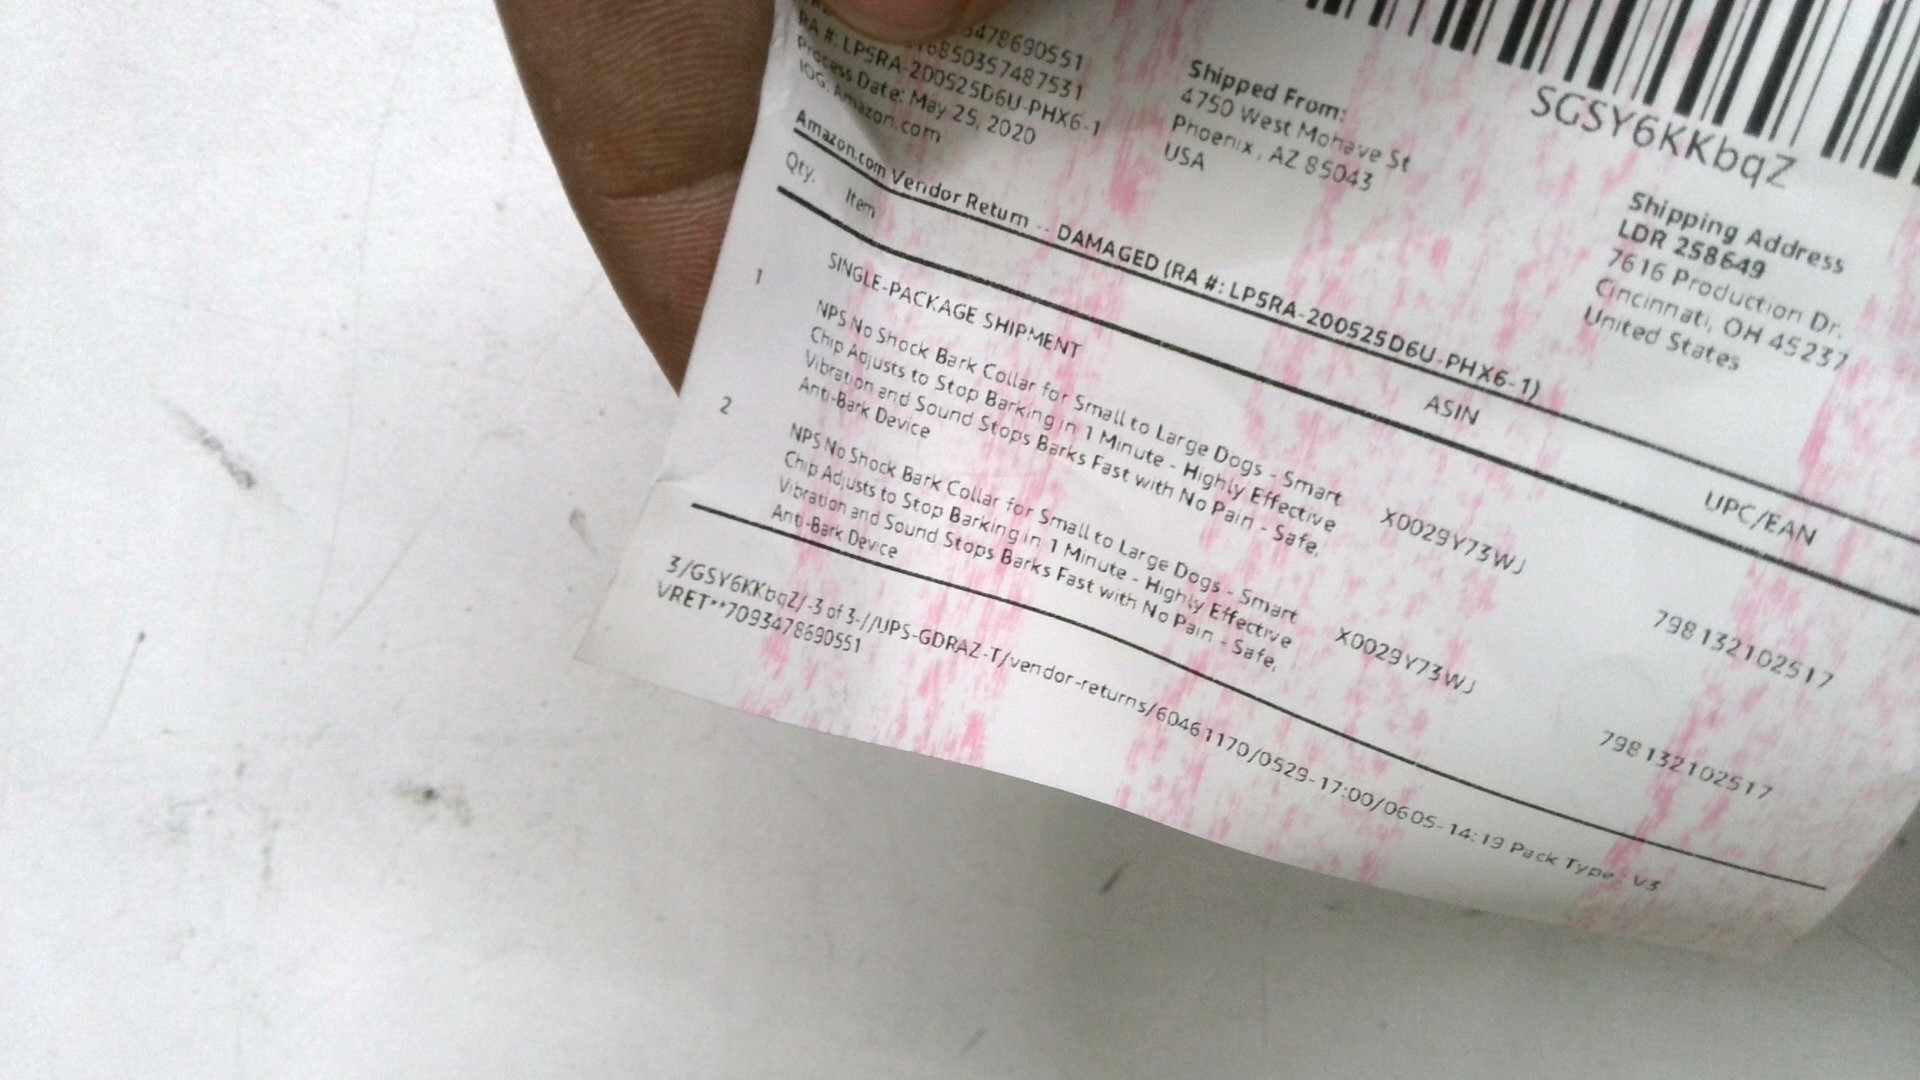 3478690551
16850357487531
RA #: LPSRA-200525D6U-PHX6-1
Process Date: May 25, 2020
IOG: Amazon.com
Shipped From:
4750 West Mohave St
Phoenix, AZ 85043
USA
SGSY6KKbqZ
Shipping Address
LDR 258649
7616 Production Dr.
Cincinnati, OH 45237
United States
Amazon.com Vendor Return -- DAMAGED (RA #: LPSRA-200525D6U-PHX6-1)
Qty. Item ASIN UPC/EAN
SINGLE-PACKAGE SHIPMENT
1 NPS No Shock Bark Collar for Small to Large Dogs - Smart
Chip Adjusts to Stop Barking in 1 Minute - Highly Effective
Vibration and Sound Stops Barks Fast with No Pain - Safe,
Anti-Bark Device
X0029Y73WJ 798132102517
2 NPS No Shock Bark Collar for Small to Large Dogs - Smart
Chip Adjusts to Stop Barking in 1 Minute - Highly Effective
Vibration and Sound Stops Barks Fast with No Pain - Safe,
Anti-Bark Device
X0029Y73WJ 798132102517
3/GSY6KKbqZ/-3 of 3-//UPS-GDRAZ-T/vendor-returns/60461170/0529-17:00/0605-14:19 Pack Type - V3
VRET**7093478690551